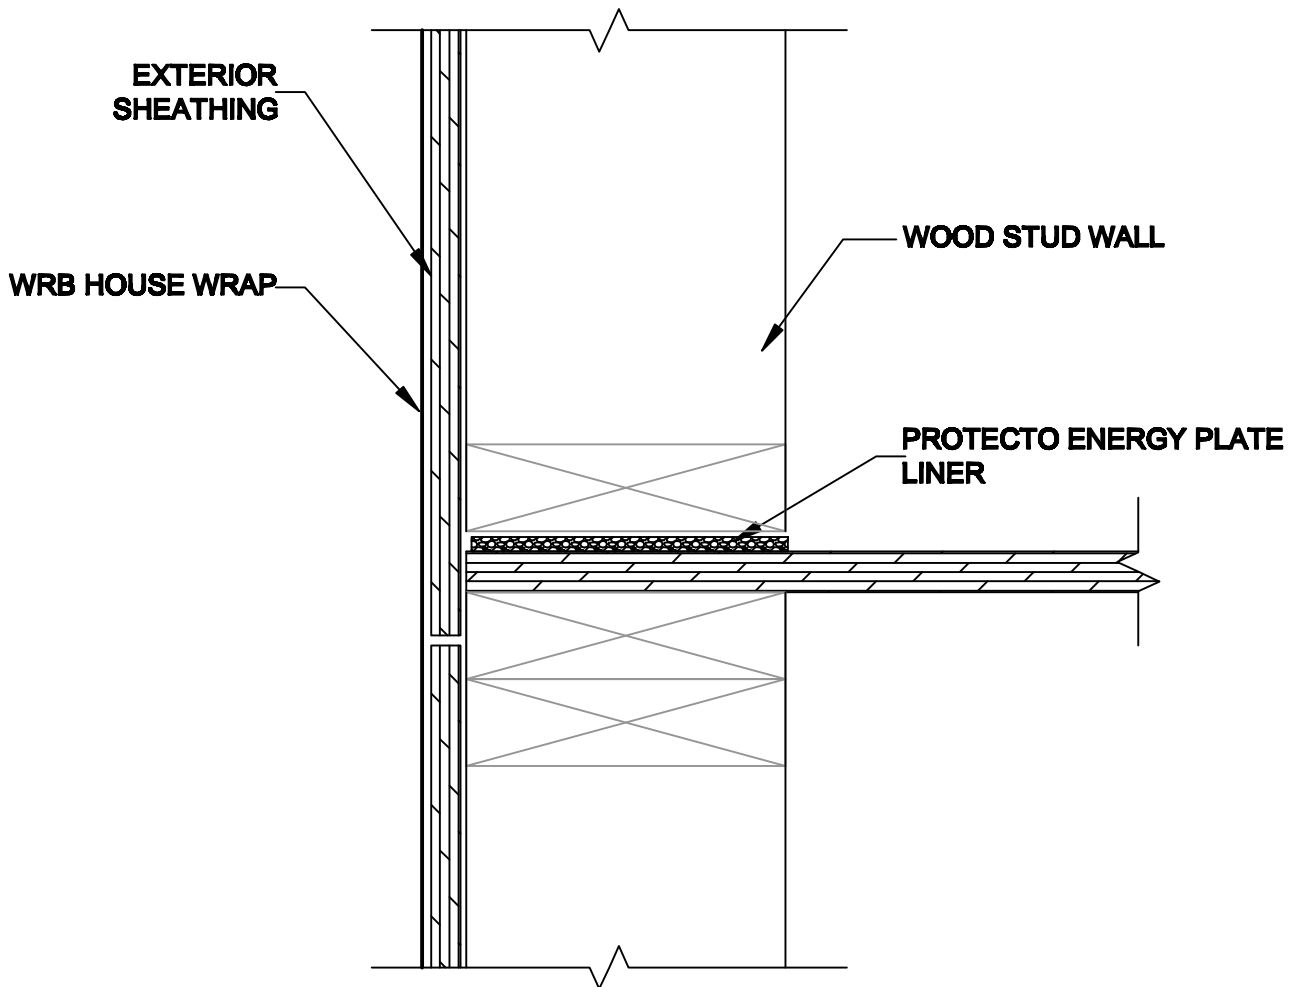 EXTERIOR
SHEATHING
WOOD STUD WALL
WRB HOUSE WRAP
PROTECTO ENERGY PLATE
LINER